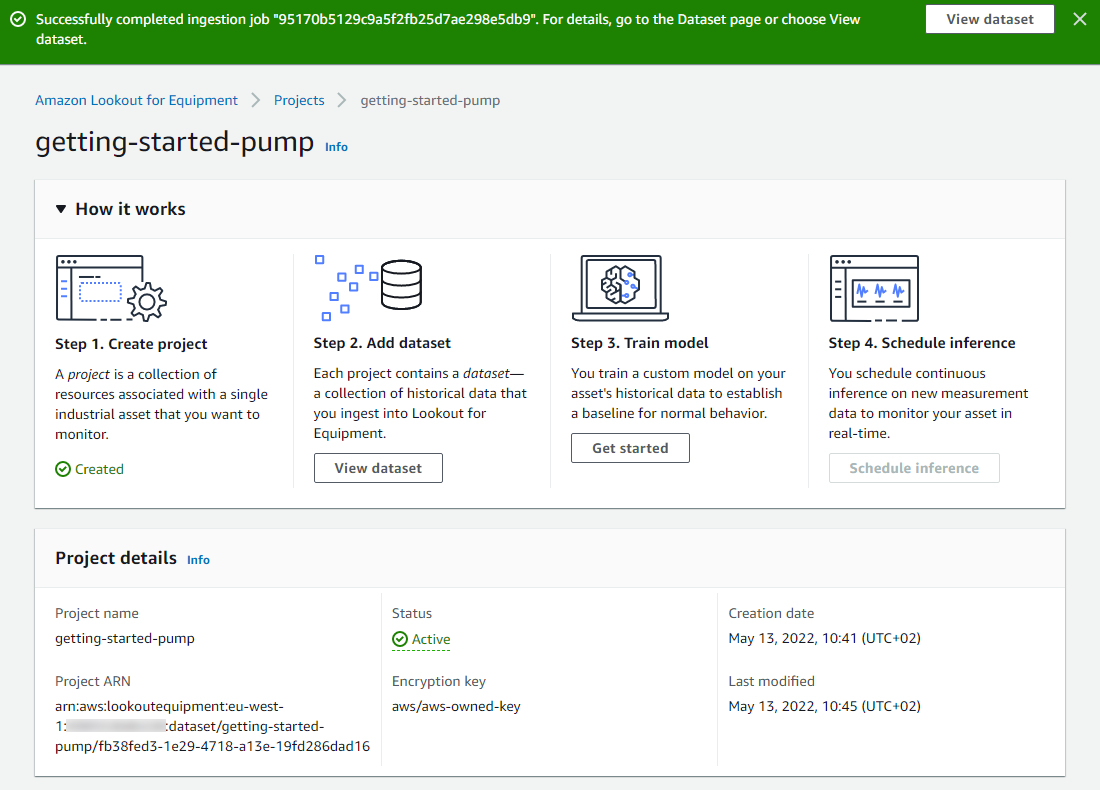 Successfully completed ingestion job "95170b5129c9a5f2fb25d7ae298e5db9". For details, go to the Dataset page or choose View
dataset.
View dataset
Amazon Lookout for Equipment
Projects
getting-started-pump
getting-started-pump Info
How it works
Step 1. Create project
A project is a collection of
resources associated with a single
industrial asset that you want to
monitor.
Created
Step 2. Add dataset
Each project contains a dataset—
a collection of historical data that
you ingest into Lookout for
Equipment.
View dataset
Step 3. Train model
You train a custom model on your
asset's historical data to establish
a baseline for normal behavior.
Get started
Step 4. Schedule inference
You schedule continuous
inference on new measurement
data to monitor your asset in
real-time.
Schedule inference
Project details Info
Project name
getting-started-pump
Project ARN
arn:aws:lookoutequipment:eu-west-
1: :dataset/getting-started-
pump/fb38fed3-1e29-4718-a13e-19fd286dad16
Status
Active
Encryption key
aws/aws-owned-key
Creation date
May 13, 2022, 10:41 (UTC+02)
Last modified
May 13, 2022, 10:45 (UTC+02)